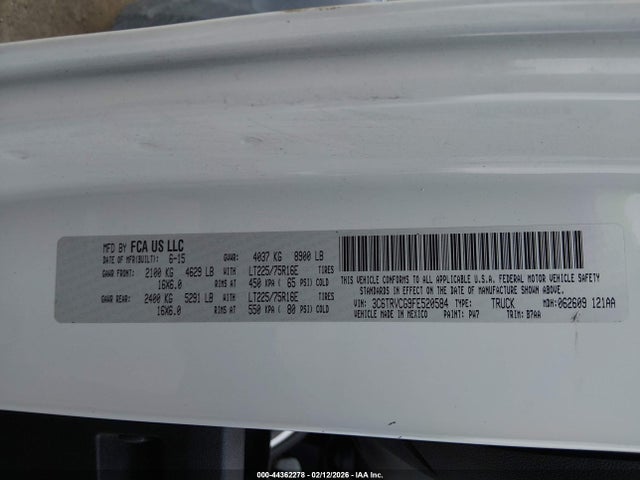 MFD BY FCA US LLC
DATE OF MFR(BUILT): 6-15 GVWR: 4037 KG 8900 LB
GAWR FRONT: 2100 KG 4629 LB WITH LT225/75R16E TIRES
16X6.0 RIMS AT 450 KPA ( 65 PSI) COLD
GAWR REAR: 2400 KG 5291 LB WITH LT225/75R16E TIRES
16X6.0 RIMS AT 550 KPA ( 80 PSI) COLD
THIS VEHICLE CONFORMS TO ALL APPLICABLE U.S.A. FEDERAL MOTOR VEHICLE SAFETY
STANDARDS IN EFFECT ON THE DATE OF MANUFACTURE SHOWN ABOVE.
VIN: 3C6TRVCG9FE520584 TYPE: TRUCK MDH: 062609 121AA
VEHICLE MADE IN MEXICO PAINT: PW7 TRIM: B7AA
000-44362278 - 02/12/2026 - IAA Inc.